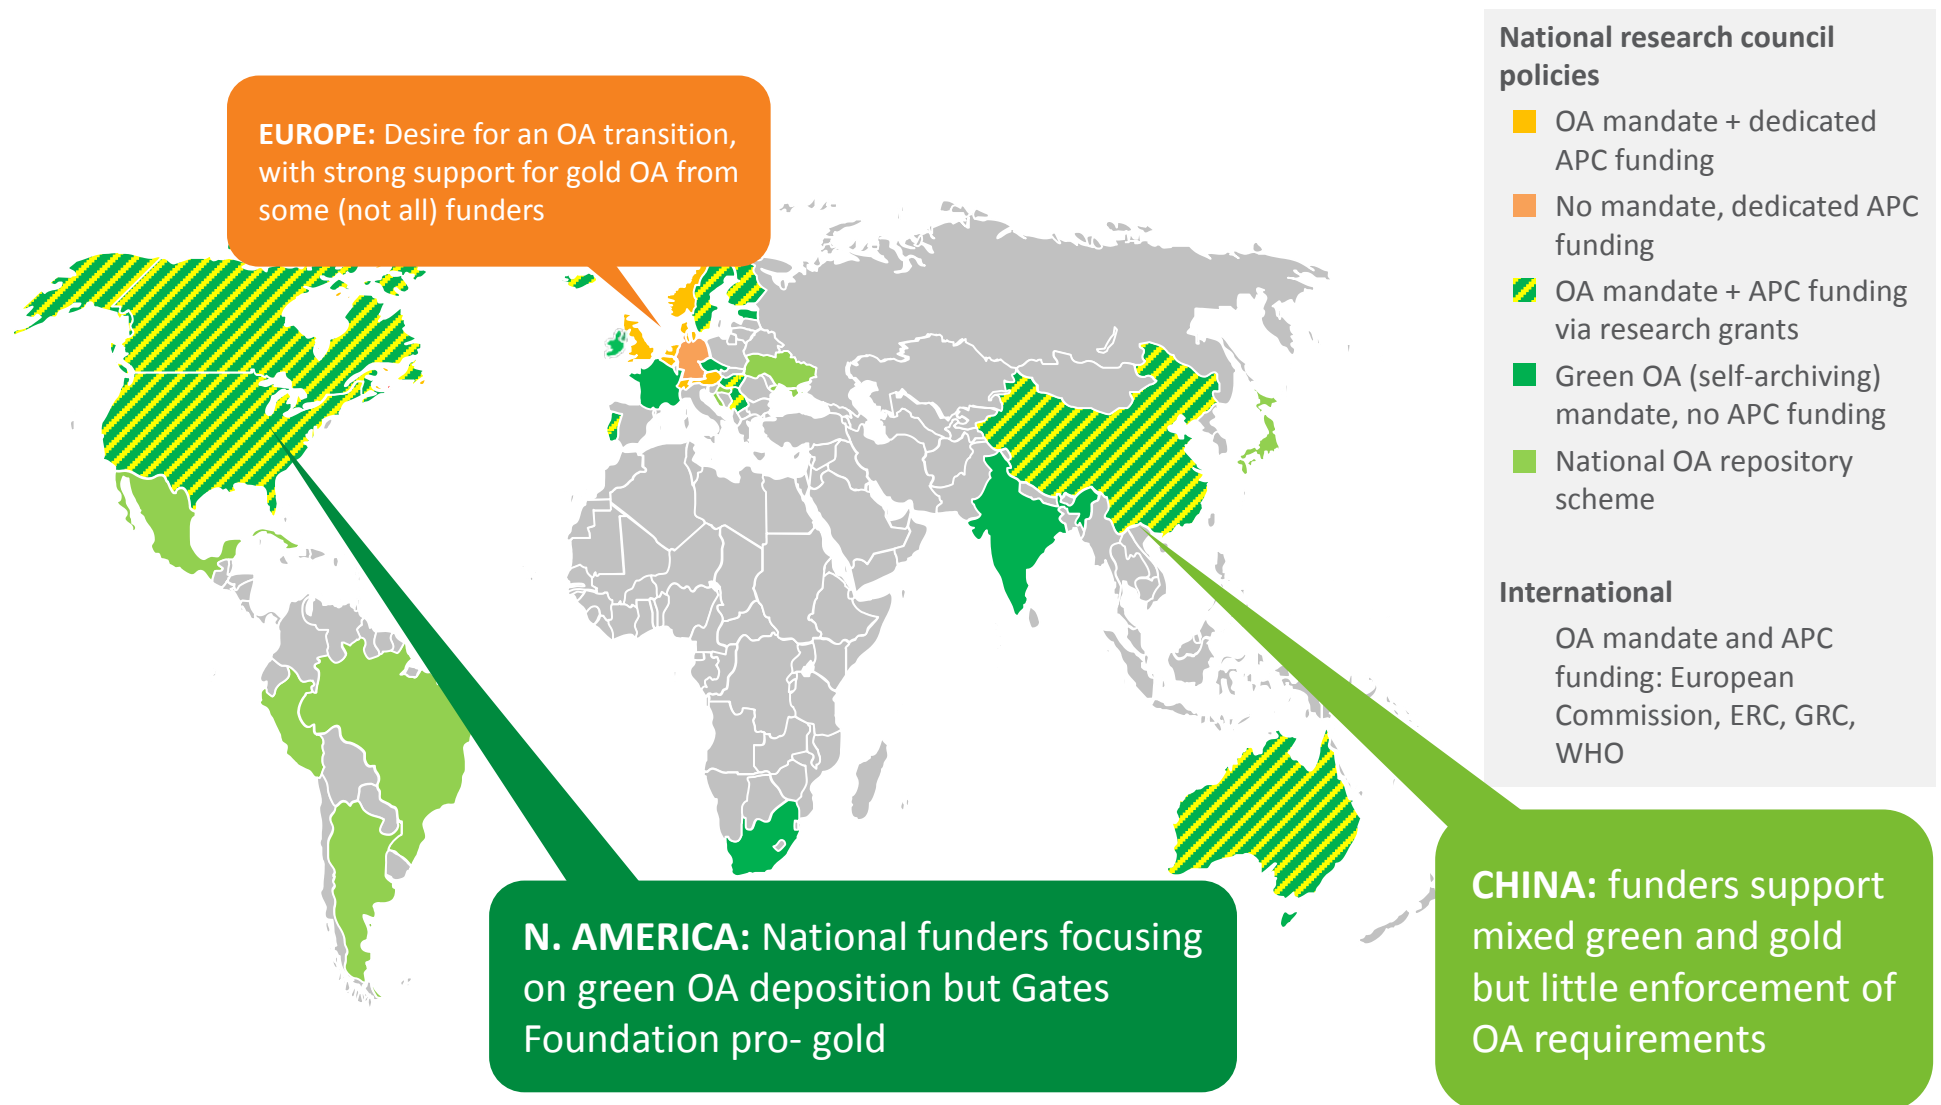 EUROPE: Desire for an OA transition,
with strong support for gold OA from
some (not all) funders
N. AMERICA: National funders focusing
on green OA deposition but Gates
Foundation pro- gold
CHINA: funders support
mixed green and gold
but little enforcement of
OA requirements
National research council
policies
OA mandate + dedicated
APC funding
No mandate, dedicated APC
funding
OA mandate + APC funding
via research grants
Green OA (self-archiving)
mandate, no APC funding
National OA repository
scheme
International
OA mandate and APC
funding: European
Commission, ERC, GRC,
WHO